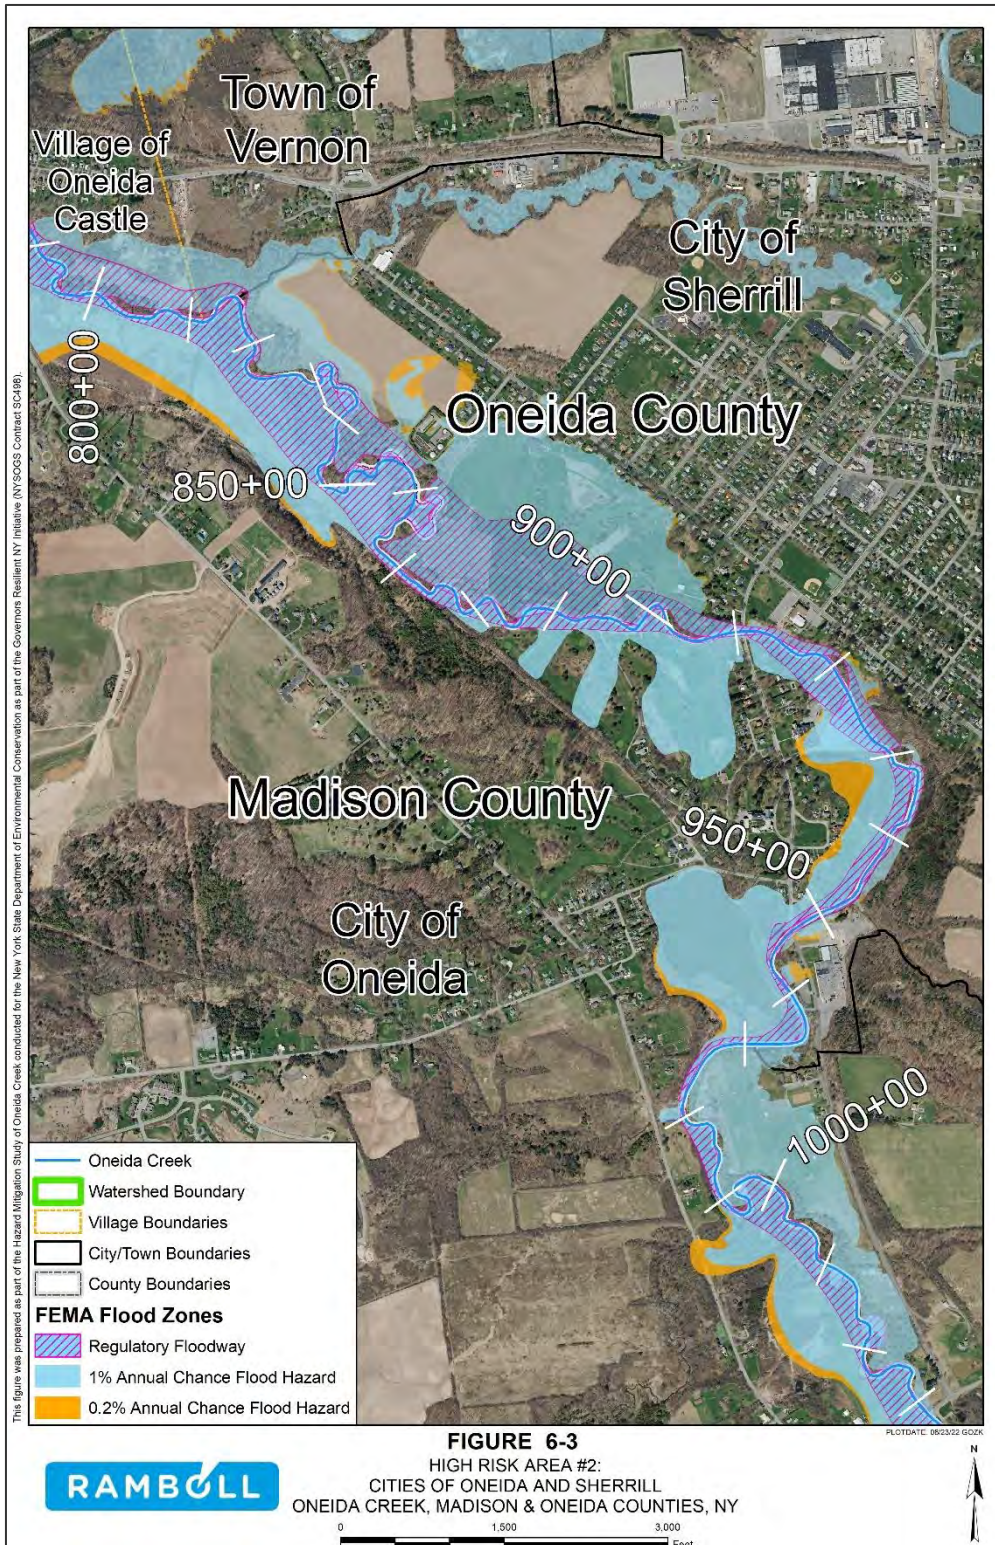 Town of
Vernon
Village of
Oneida
Castle
City of
Sherrill
800+00
Oneida County
850+00
900+00
Madison County
950+00
City of
Oneida
1000+00
This figure was prepared as part of the Hazard Mitigation Study of Oneida Creek conducted for the New York State Department of Environmental Conservation as part of the Governors Resilient NY Initiative (NYSOGS Contract SC498).
Oneida Creek
Watershed Boundary
Village Boundaries
City/Town Boundaries
County Boundaries
FEMA Flood Zones
Regulatory Floodway
1% Annual Chance Flood Hazard
0.2% Annual Chance Flood Hazard
PLOTDATE: 08/23/22 GOZK
RAMBOLL
FIGURE 6-3
HIGH RISK AREA #2:
CITIES OF ONEIDA AND SHERRILL
ONEIDA CREEK, MADISON & ONEIDA COUNTIES, NY
N
0 1,500 3,000
Feet